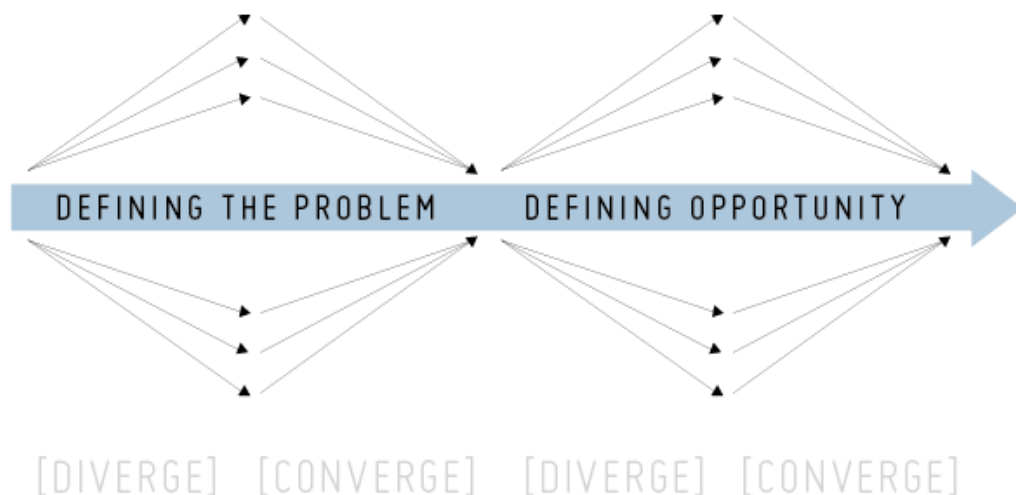 DEFINING THE PROBLEM DEFINING OPPORTUNITY
[DIVERGE] [CONVERGE] [DIVERGE] [CONVERGE]